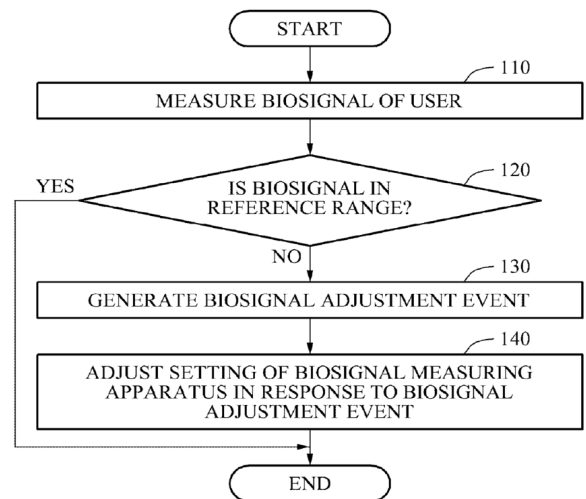 START
110
MEASURE BIOSIGNAL OF USER
120
YES
IS BIOSIGNAL IN
REFERENCE RANGE?
NO
130
GENERATE BIOSIGNAL ADJUSTMENT EVENT
140
ADJUST SETTING OF BIOSIGNAL MEASURING
APPARATUS IN RESPONSE TO BIOSIGNAL
ADJUSTMENT EVENT
END